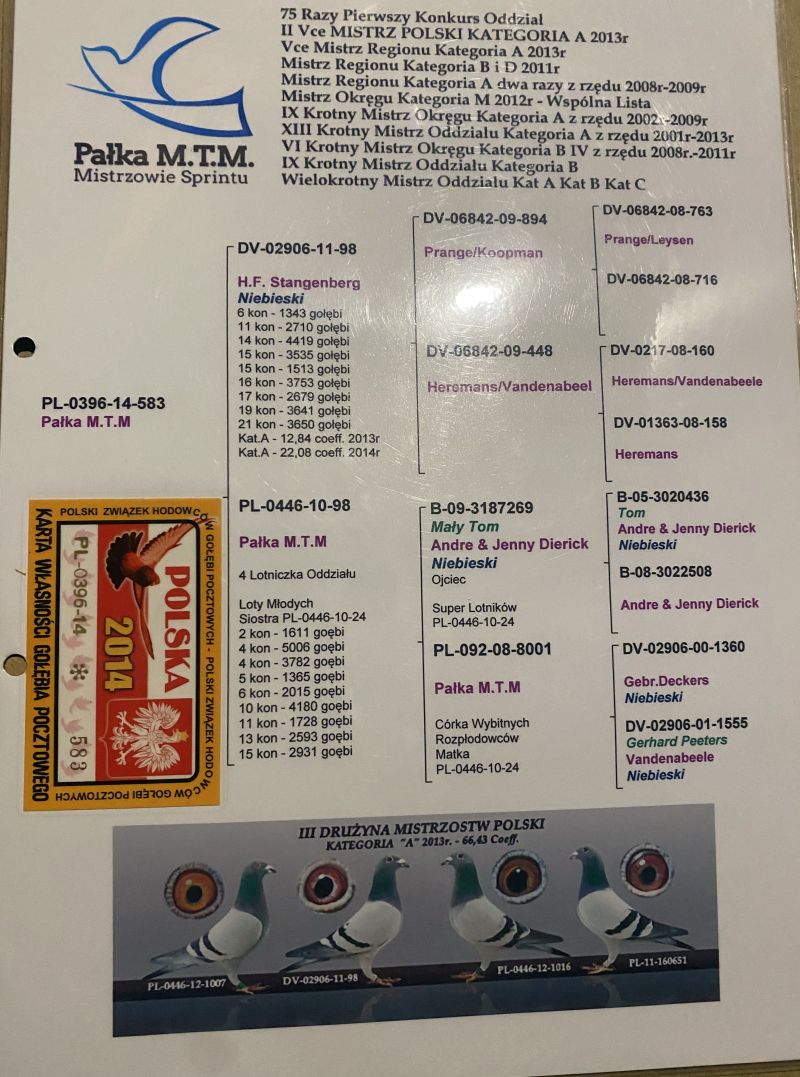 75 Razy Pierwszy Konkurs Oddział
II Vce MISTRZ POLSKI KATEGORIA A 2013r
Vce Mistrz Regionu Kategoria A 2013r
Mistrz Regionu Kategoria B i D 2011r
Mistrz Regionu Kategoria A dwa razy z rzędu 2008r-2009r
Mistrz Okręgu Kategoria M 2012r - Wspólna Lista
IX Krotny Mistrz Okręgu Kategoria A z rzędu 2002r-2009r
XIII Krotny Mistrz Oddziału Kategoria A z rzędu 2001r-2013r
VI Krotny Mistrz Okręgu Kategoria B IV z rzędu 2008r.-2011r
IX Krotny Mistrz Oddziału Kategoria B
Wielokrotny Mistrz Oddziału Kat A Kat B Kat C
Pałka M.T.M.
Mistrzowie Sprintu
PL-0396-14-583
Pałka M.T.M
DV-02906-11-98
H.F. Stangenberg
Niebieski
6 kon - 1343 gołębi
11 kon - 2710 gołębi
14 kon - 4419 gołębi
15 kon - 3535 gołębi
15 kon - 1513 gołębi
16 kon - 3753 gołębi
17 kon - 2679 gołębi
19 kon - 3641 gołębi
21 kon - 3650 gołębi
Kat.A - 12,84 coeff. 2013r
Kat.A - 22,08 coeff. 2014r
PL-0446-10-98
Pałka M.T.M
4 Lotniczka Oddziału
Loty Młodych
Siostra PL-0446-10-24
2 kon - 1611 goębi
4 kon - 5006 goębi
4 kon - 3782 goębi
5 kon - 1365 goębi
6 kon - 2015 goębi
10 kon - 4180 goębi
11 kon - 1728 goębi
13 kon - 2593 goębi
15 kon - 2931 goębi
DV-06842-09-894
Prange/Koopman
DV-06842-09-448
Heremans/Vandenabeel
B-09-3187269
Mały Tom
Andre & Jenny Dierick
Niebieski
Ojciec
Super Lotników
PL-0446-10-24
PL-092-08-8001
Pałka M.T.M
Córka Wybitnych
Rozpłodowców
Matka
PL-0446-10-24
DV-06842-08-763
Prange/Leysen
DV-06842-08-716
DV-0217-08-160
Heremans/Vandenabeele
DV-01363-08-158
Heremans
B-05-3020436
Tom
Andre & Jenny Dierick
Niebieski
B-08-3022508
Andre & Jenny Dierick
DV-02906-00-1360
Gebr.Deckers
Niebieski
DV-02906-01-1555
Gerhard Peeters
Vandenabeele
Niebieski
POLSKI ZWIĄZEK HODOWCÓW GOŁĘBI POCZTOWYCH - POLSKI ZWIĄZEK HODOWCÓW GOŁĘBI POCZTOWYCH
KARTA WŁASNOŚCI GOŁĘBIA POCZTOWEGO
POLSKA
2014
PL-0396-14 * 583
III DRUŻYNA MISTRZOSTW POLSKI
KATEGORIA "A" 2013r. - 66,43 Coeff.
PL-0446-12-1007
DV-02906-11-98
PL-0446-12-1016
PL-11-160651